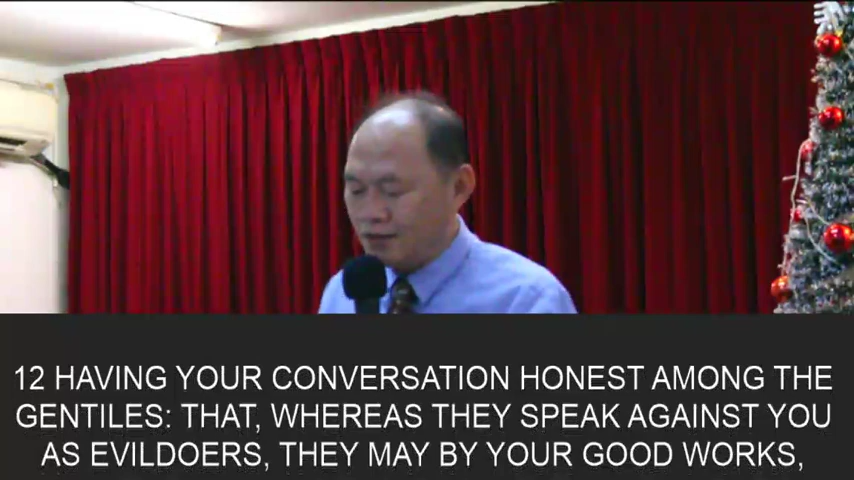 12 HAVING YOUR CONVERSATION HONEST AMONG THE
GENTILES: THAT, WHEREAS THEY SPEAK AGAINST YOU
AS EVILDOERS, THEY MAY BY YOUR GOOD WORKS,